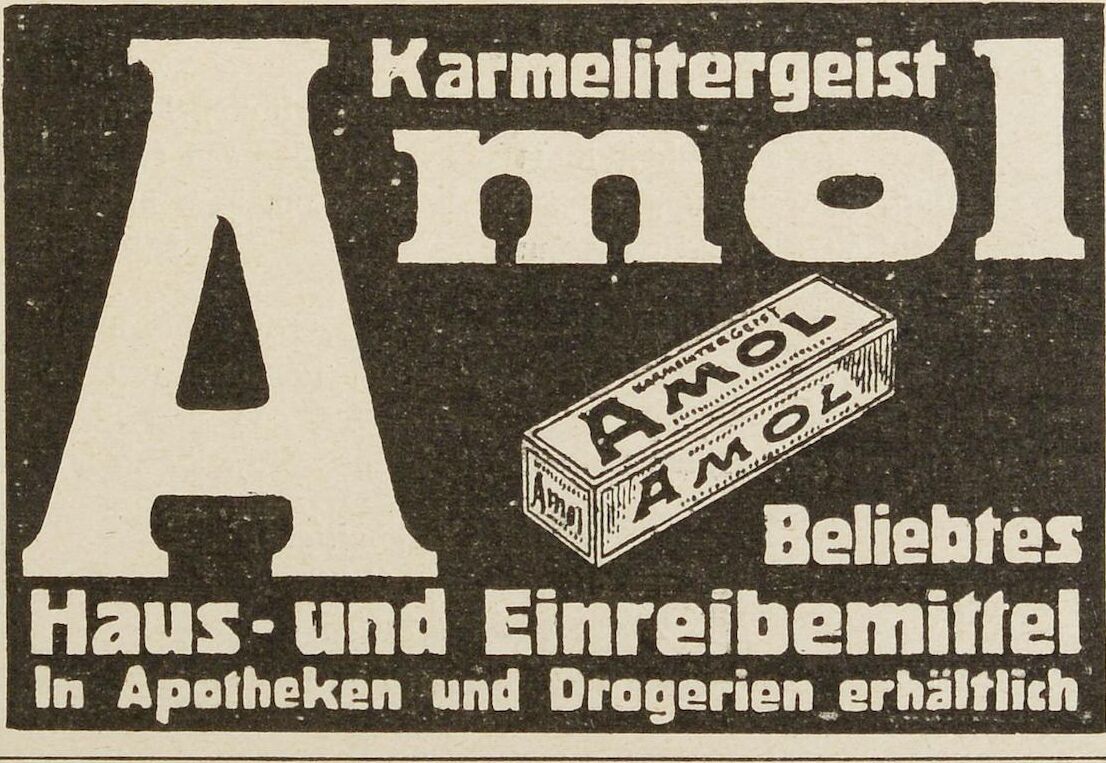 Karmelitergeist
Amol
KARMELITERGEIST
AMOL
AMOL
Amol
Beliebtes
Haus- und Einreibemittel
In Apotheken und Drogerien erhältlich